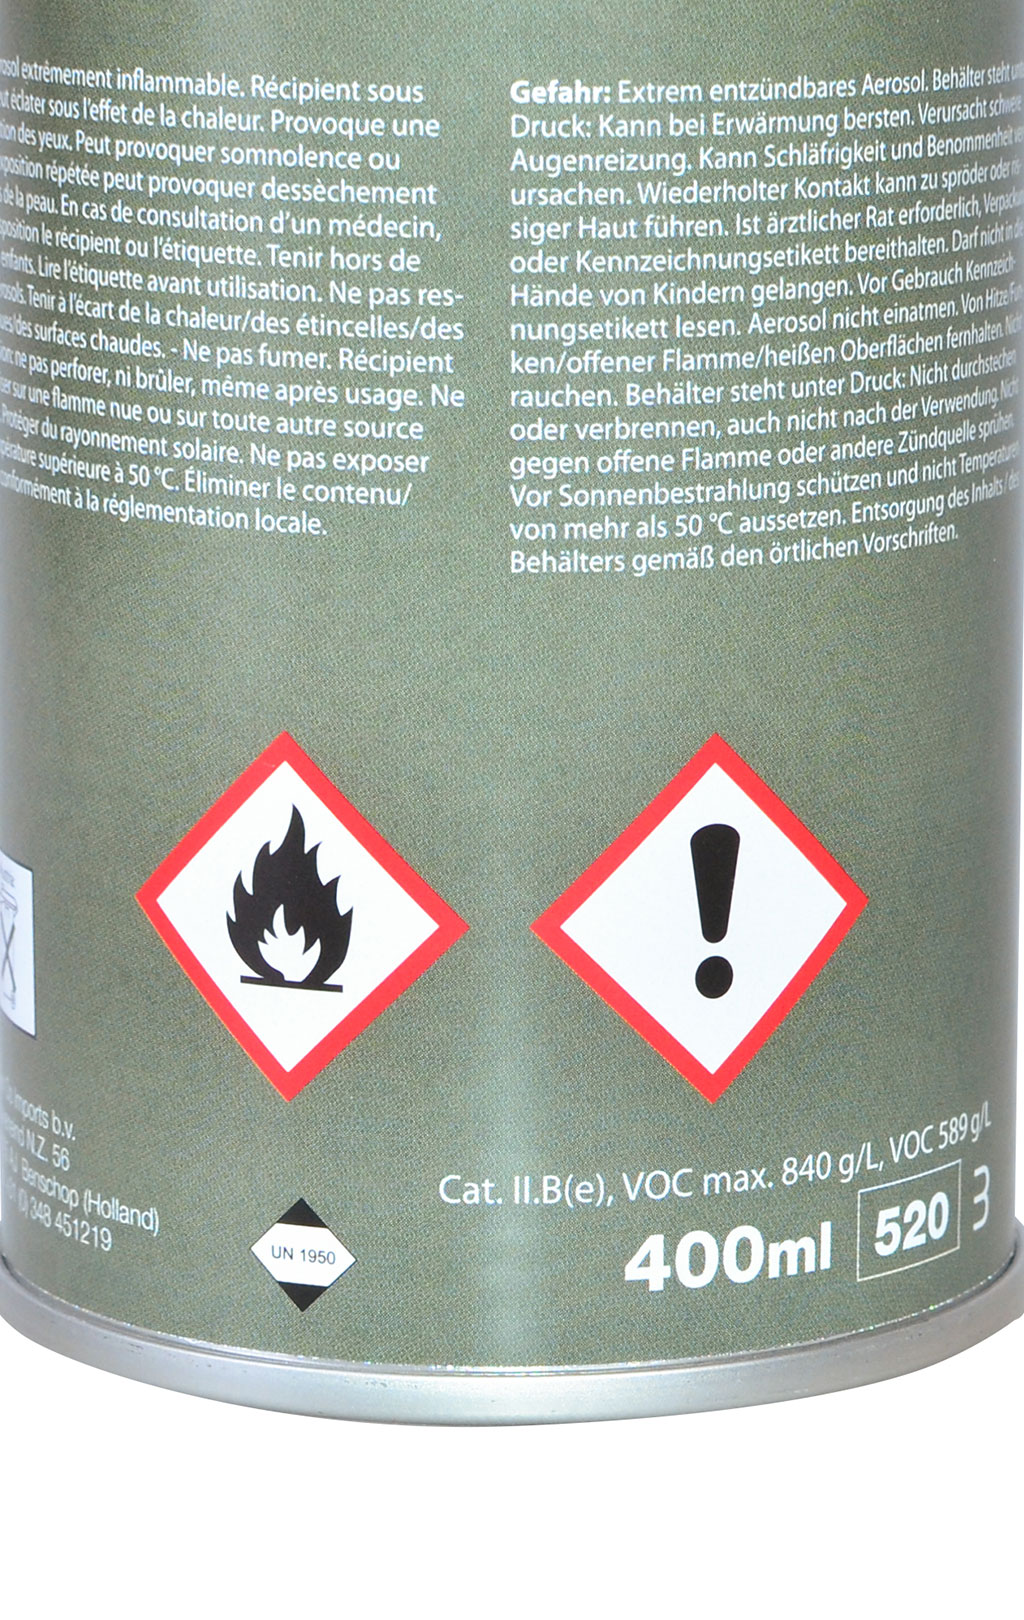 extrêmement inflammable. Récipient sous
éclater sous l'effet de la chaleur. Provoque une
des yeux. Peut provoquer somnolence ou
répétée peut provoquer dessèchement
de la peau. En cas de consultation d'un médecin,
le récipient ou l'étiquette. Tenir hors de
enfants. Lire l'étiquette avant utilisation. Ne pas res-
Tenir à l'écart de la chaleur/des étincelles/des
des surfaces chaudes. - Ne pas fumer. Récipient
ne pas perforer, ni brûler, même après usage. Ne
sur une flamme nue ou sur toute autre source
Protéger du rayonnement solaire. Ne pas exposer
supérieure à 50 °C. Éliminer le contenu/
conformément à la réglementation locale.
Gefahr: Extrem entzündbares Aerosol. Behälter steht
Druck: Kann bei Erwärmung bersten. Verursacht schwere
Augenreizung. Kann Schläfrigkeit und Benommenheit ver-
ursachen. Wiederholter Kontakt kann zu spröder oder ris-
siger Haut führen. Ist ärztlicher Rat erforderlich, Verpackung
oder Kennzeichnungsetikett bereithalten. Darf nicht in die
Hände von Kindern gelangen. Vor Gebrauch Kennzeich-
nungsetikett lesen. Aerosol nicht einatmen. Von Hitze/Fun-
ken/offener Flamme/heißen Oberflächen fernhalten. Nicht
rauchen. Behälter steht unter Druck: Nicht durchstechen
oder verbrennen, auch nicht nach der Verwendung. Nicht
gegen offene Flamme oder andere Zündquelle sprühen.
Vor Sonnenbestrahlung schützen und nicht Temperaturen
von mehr als 50 °C aussetzen. Entsorgung des Inhalts / des
Behälters gemäß den örtlichen Vorschriften.
Imports b.v.
N.Z. 56
Benschop (Holland)
(0) 348 451219
UN 1950
Cat. II.B(e), VOC max. 840 g/L, VOC 589 g/L
400ml 520 3